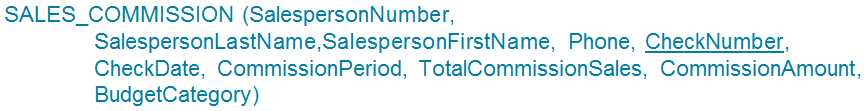 SALES_COMMISSION (SalespersonNumber,
SalespersonLastName,SalespersonFirstName, Phone, CheckNumber,
CheckDate, CommissionPeriod, TotalCommissionSales, CommissionAmount,
BudgetCategory)